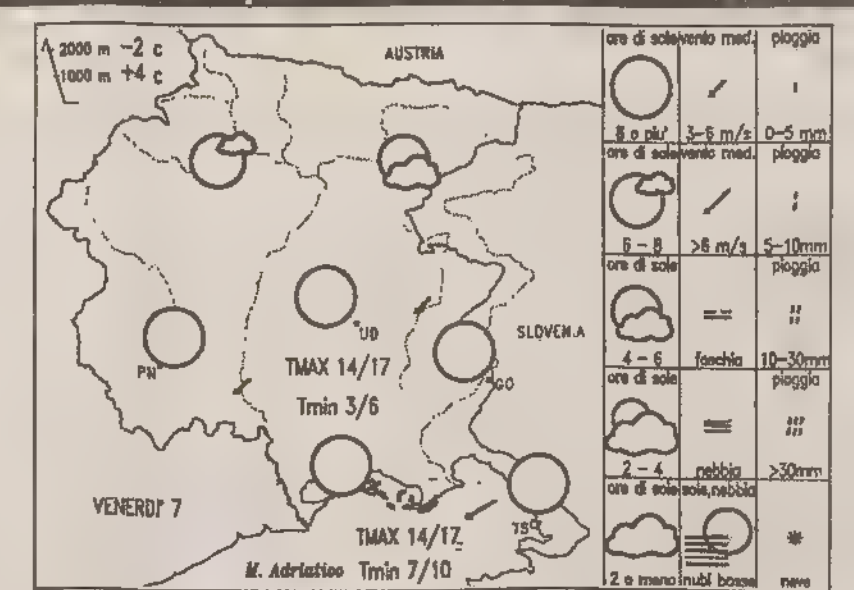 2000 m -2 c
1000 m +4 c
AUSTRIA
SLOVENIA
UD
PN
GO
TS
TMAX 14/17
Tmin 3/6
VENERDI' 7
TMAX 14/17
M. Adriatico Tmin 7/10
ore di sole vento med. pioggia
8 o piu' 3-6 m/s 0-5 mm
ore di sole vento med. pioggia
6 - 8 >6 m/s 5-10mm
ore di sole pioggia
4 - 6 foschia 10-30mm
ore di sole pioggia
2 - 4 nebbia >30mm
ore di sole sole,nebbia
2 o meno nubi basse neve